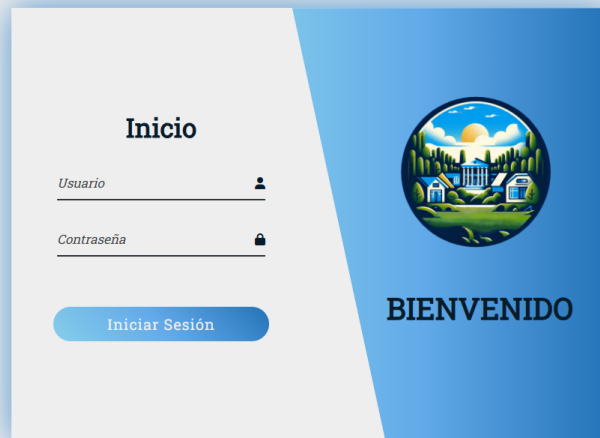 Inicio
Usuario
Contraseña
Iniciar Sesión
BIENVENIDO